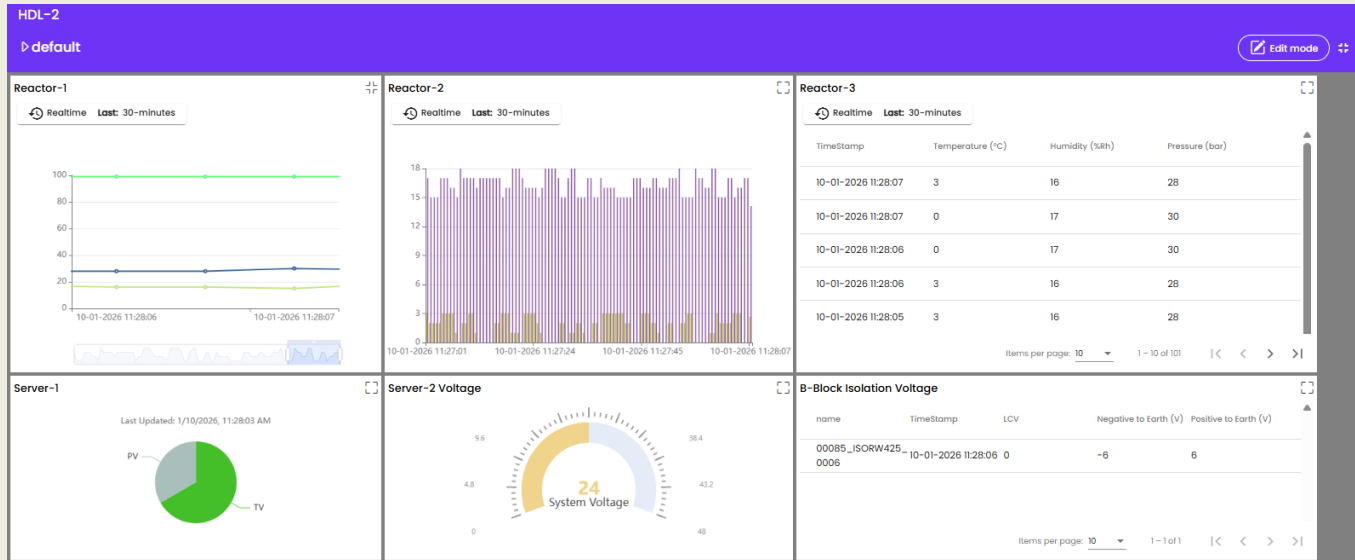 HDL-2
default
Edit mode
Reactor-1
Realtime Last: 30-minutes
100
80
60
40
20
0
10-01-2026 11:28:06 10-01-2026 11:28:07
Reactor-2
Realtime Last: 30-minutes
18
15
12
9
6
3
0
10-01-2026 11:27:01 10-01-2026 11:27:24 10-01-2026 11:27:45 10-01-2026 11:28:07
Reactor-3
Realtime Last: 30-minutes
TimeStamp Temperature (°C) Humidity (%Rh) Pressure (bar)
10-01-2026 11:28:07 3 16 28
10-01-2026 11:28:07 0 17 30
10-01-2026 11:28:06 0 17 30
10-01-2026 11:28:06 3 16 28
10-01-2026 11:28:05 3 16 28
Items per page: 10 1 – 10 of 101
Server-1
Last Updated: 1/10/2026, 11:28:03 AM
PV
TV
Server-2 Voltage
9.6 38.4
4.8 43.2
24
System Voltage
0 48
B-Block Isolation Voltage
name TimeStamp LCV Negative to Earth (V) Positive to Earth (V)
00085_ISORW425_
0006 10-01-2026 11:28:06 0 -6 6
Items per page: 10 1 – 1 of 1